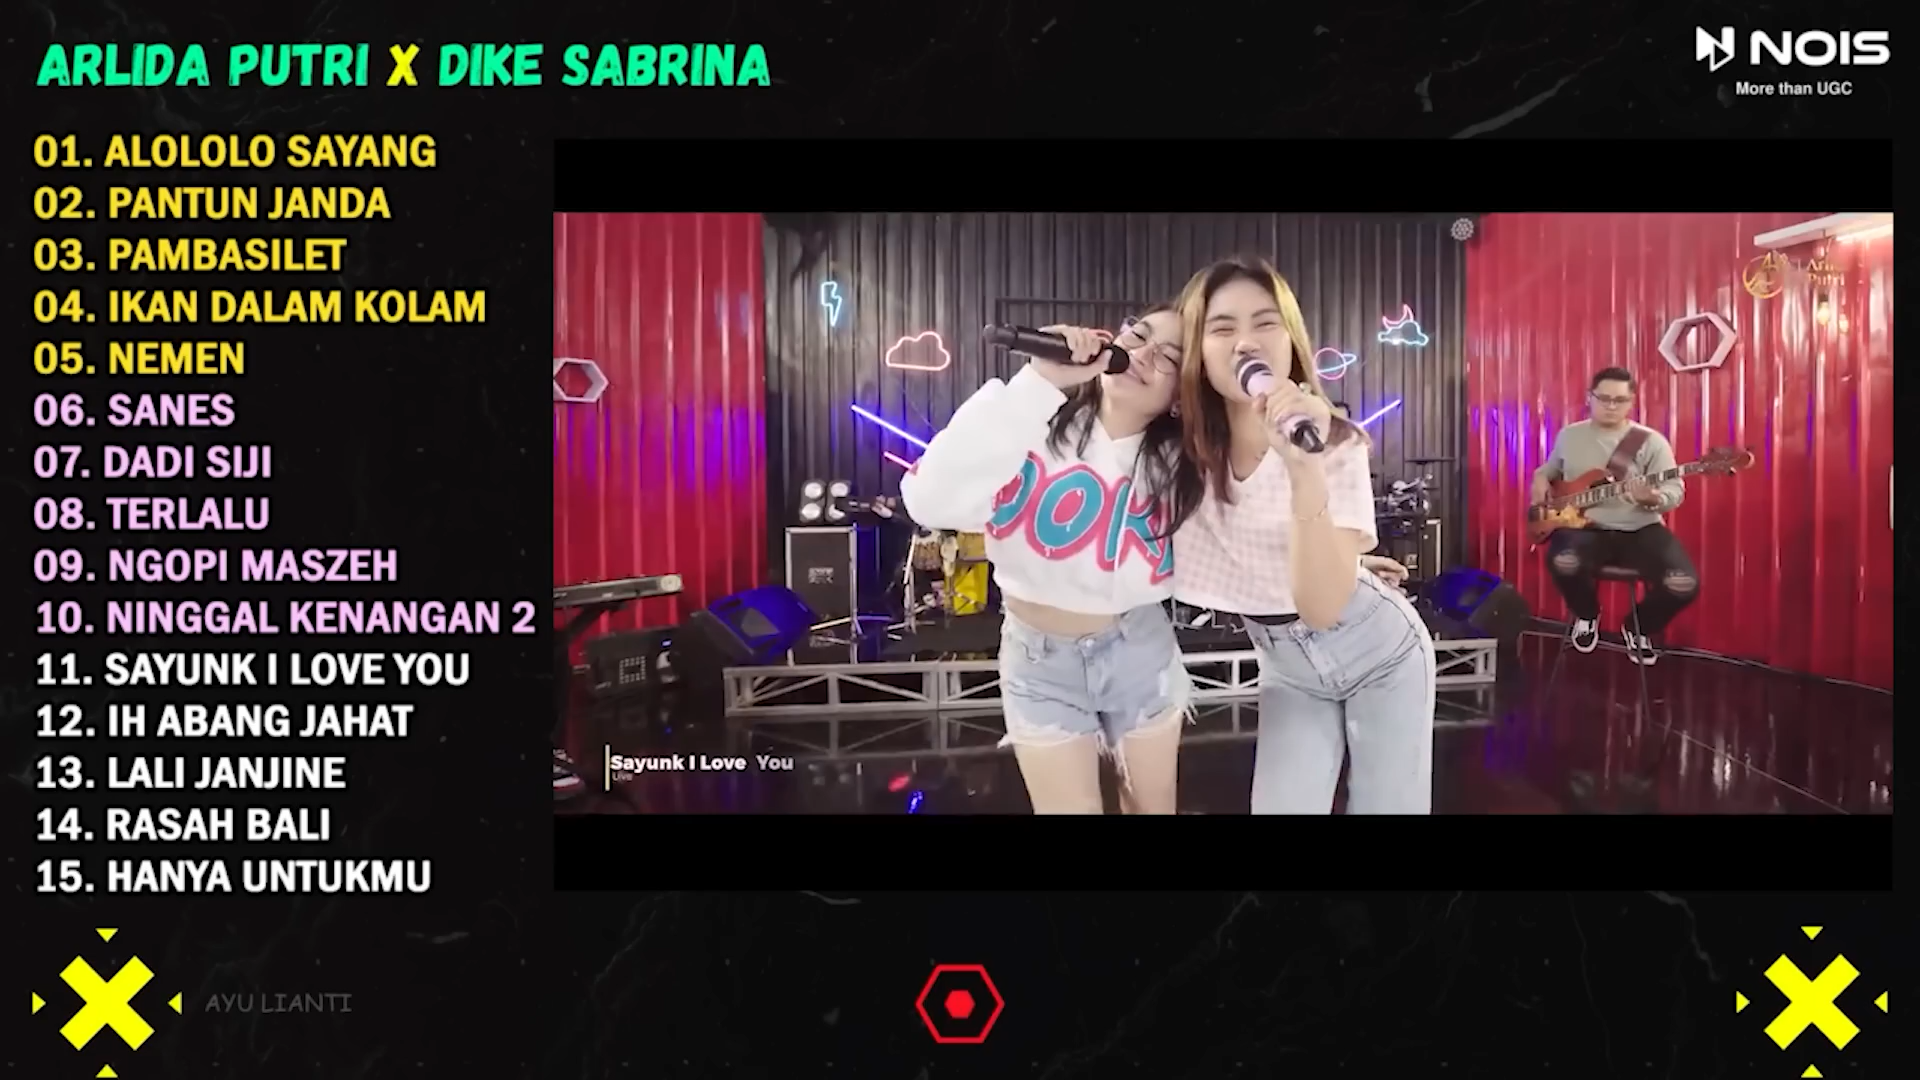 ARLIDA PUTRI X DIKE SABRINA
NOIS
More than UGC
01. ALOLOLO SAYANG
02. PANTUN JANDA
03. PAMBASILET
04. IKAN DALAM KOLAM
05. NEMEN
06. SANES
07. DADI SIJI
08. TERLALU
09. NGOPI MASZEH
10. NINGGAL KENANGAN 2
11. SAYUNK I LOVE YOU
12. IH ABANG JAHAT
13. LALI JANJINE
14. RASAH BALI
15. HANYA UNTUKMU
Putri
Sayunk I Love You
Live
AYU LIANTI